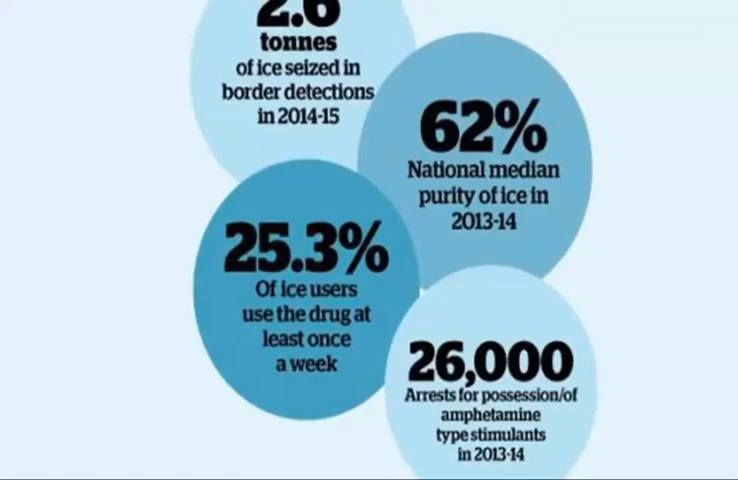 2.6
tonnes
of ice seized in
border detections
in 2014-15
62%
National median
purity of ice in
2013-14
25.3%
Of ice users
use the drug at
least once
a week
26,000
Arrests for possession/of
amphetamine
type stimulants
in 2013-14